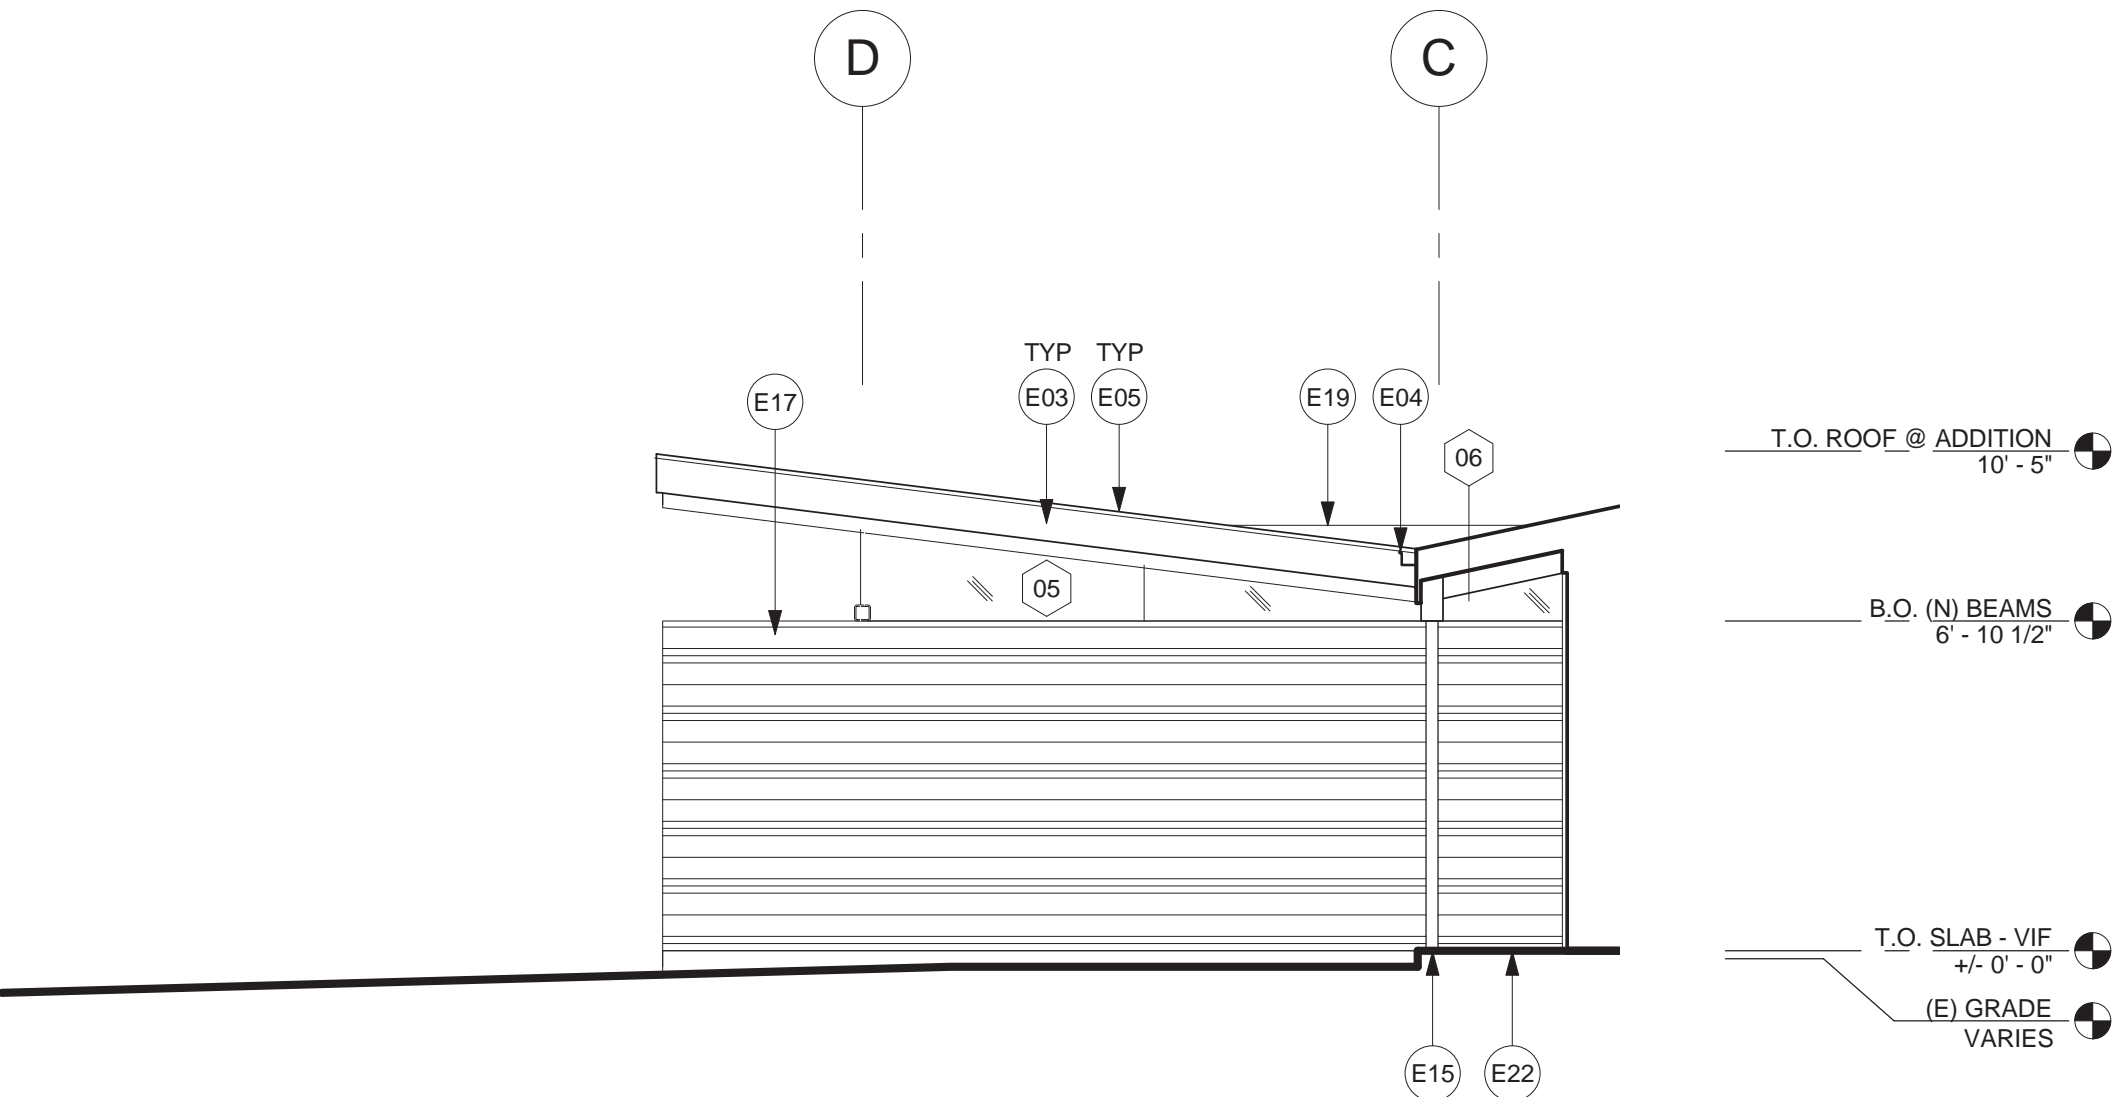 D
C
TYP
TYP
E17
E03
E05
E19
E04
06
T.O. ROOF @ ADDITION
10' - 5"
05
B.O. (N) BEAMS
6' - 10 1/2"
T.O. SLAB - VIF
+/- 0' - 0"
(E) GRADE
VARIES
E15
E22